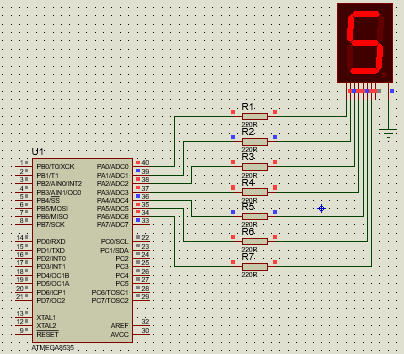 5
R1
220R
R2
220R
R3
220R
R4
220R
R5
220R
R6
220R
R7
220R
U1
1 PB0/T0/XCK PA0/ADC0 40
2 PB1/T1 PA1/ADC1 39
3 PB2/AIN0/INT2 PA2/ADC2 38
4 PB3/AIN1/OC0 PA3/ADC3 37
5 PB4/SS PA4/ADC4 36
6 PB5/MOSI PA5/ADC5 35
7 PB6/MISO PA6/ADC6 34
8 PB7/SCK PA7/ADC7 33
14 PD0/RXD PC0/SCL 22
15 PD1/TXD PC1/SDA 23
16 PD2/INT0 PC2 24
17 PD3/INT1 PC3 25
18 PD4/OC1B PC4 26
19 PD5/OC1A PC5 27
20 PD6/ICP1 PC6/TOSC1 28
21 PD7/OC2 PC7/TOSC2 29
13 XTAL1
12 XTAL2 AREF 32
9 RESET AVCC 30
ATMEGA8535